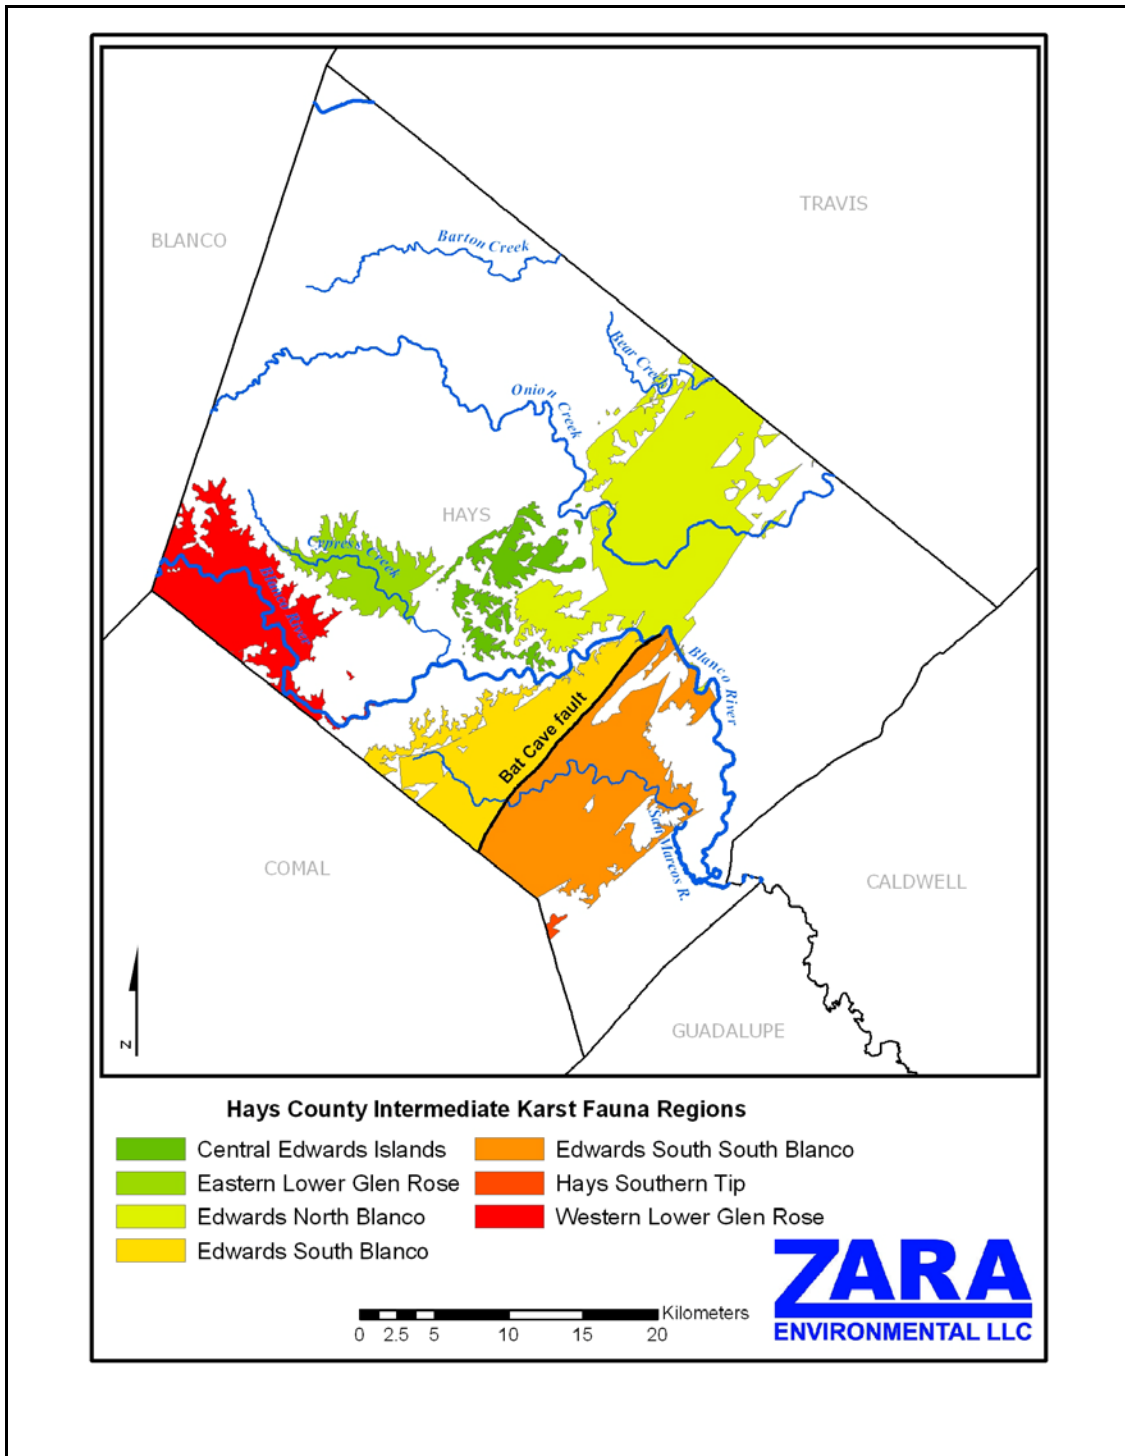 TRAVIS
BLANCO
Barton Creek
Bear Creek
Onion Creek
HAYS
Cypress Creek
Blanco River
Blanco River
Bat Cave fault
San Marcos R.
COMAL
CALDWELL
GUADALUPE
N
Hays County Intermediate Karst Fauna Regions
Central Edwards Islands
Eastern Lower Glen Rose
Edwards North Blanco
Edwards South Blanco
Edwards South South Blanco
Hays Southern Tip
Western Lower Glen Rose
Kilometers
0 2.5 5 10 15 20
ZARA
ENVIRONMENTAL LLC